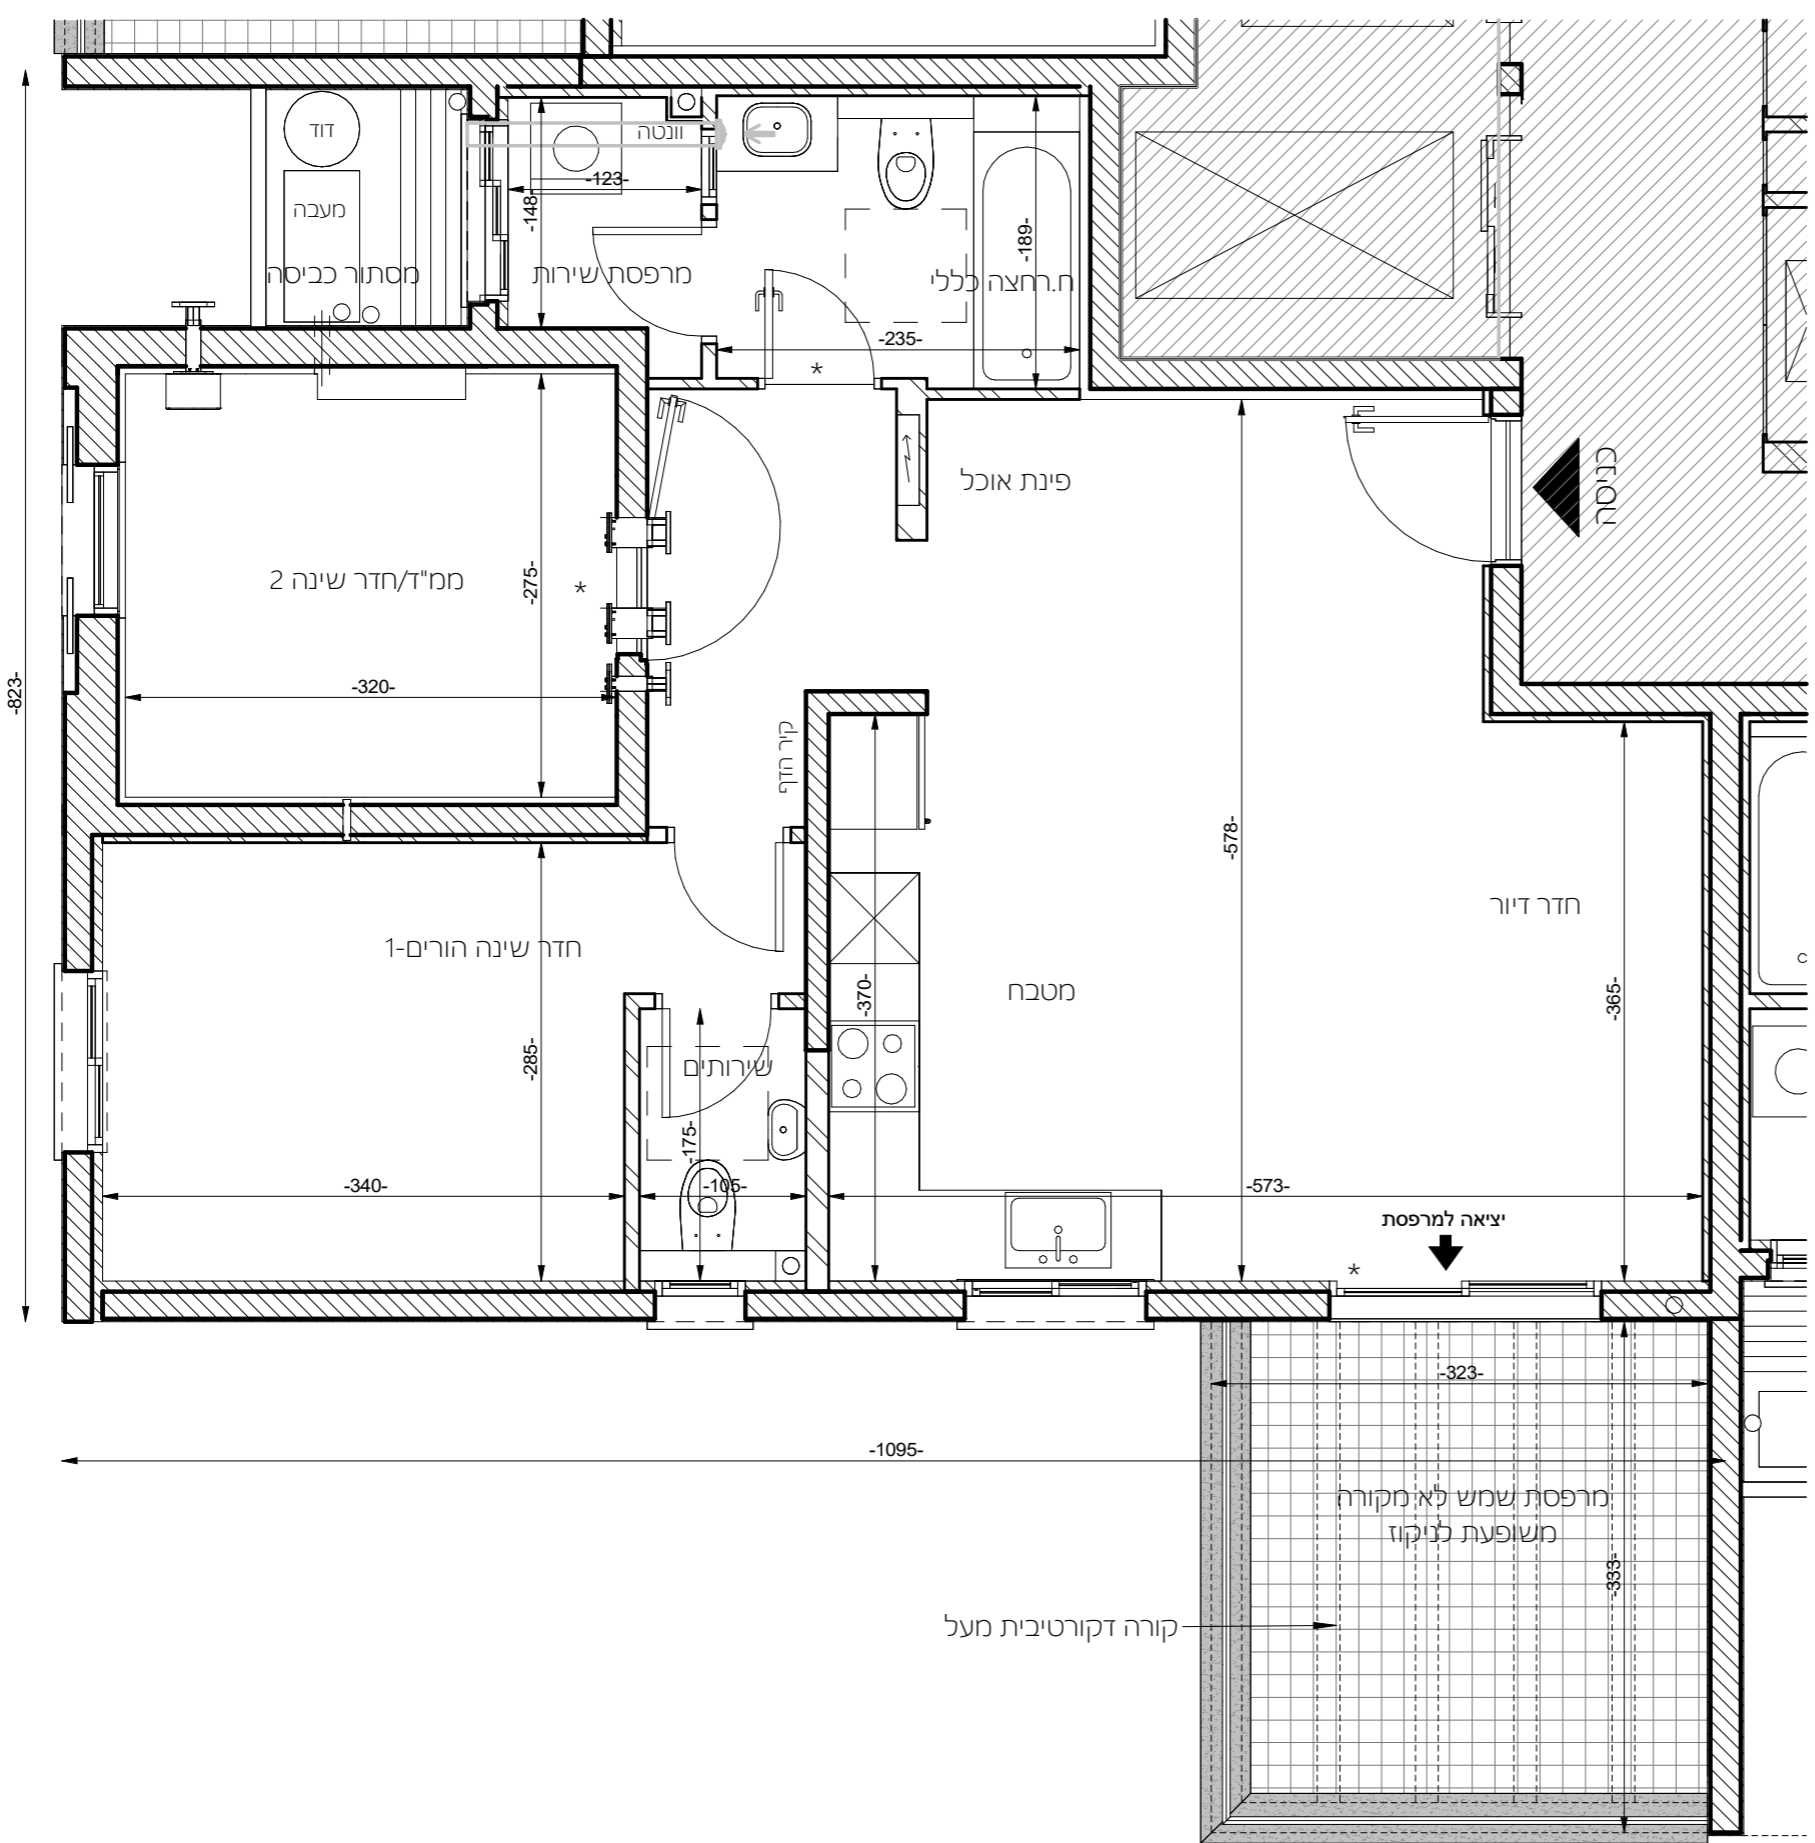 דוד
מעבה
מסתור כביסה
וונטה
-123-
-148-
מרפסת שירות
-189-
ח.רחצה כללי
-235-
*
כניסה
פינת אוכל
ממ"ד/חדר שינה 2
-275-
*
-320-
-823-
קיר הדף
-578-
חדר דיור
חדר שינה הורים-1
מטבח
-370-
-365-
-285-
שירותים
-175-
-340-
-105-
-573-
יציאה למרפסת
*
-323-
-1095-
מרפסת שמש לא מקורה
משופעת לניקוז
-333-
קורה דקורטיבית מעל